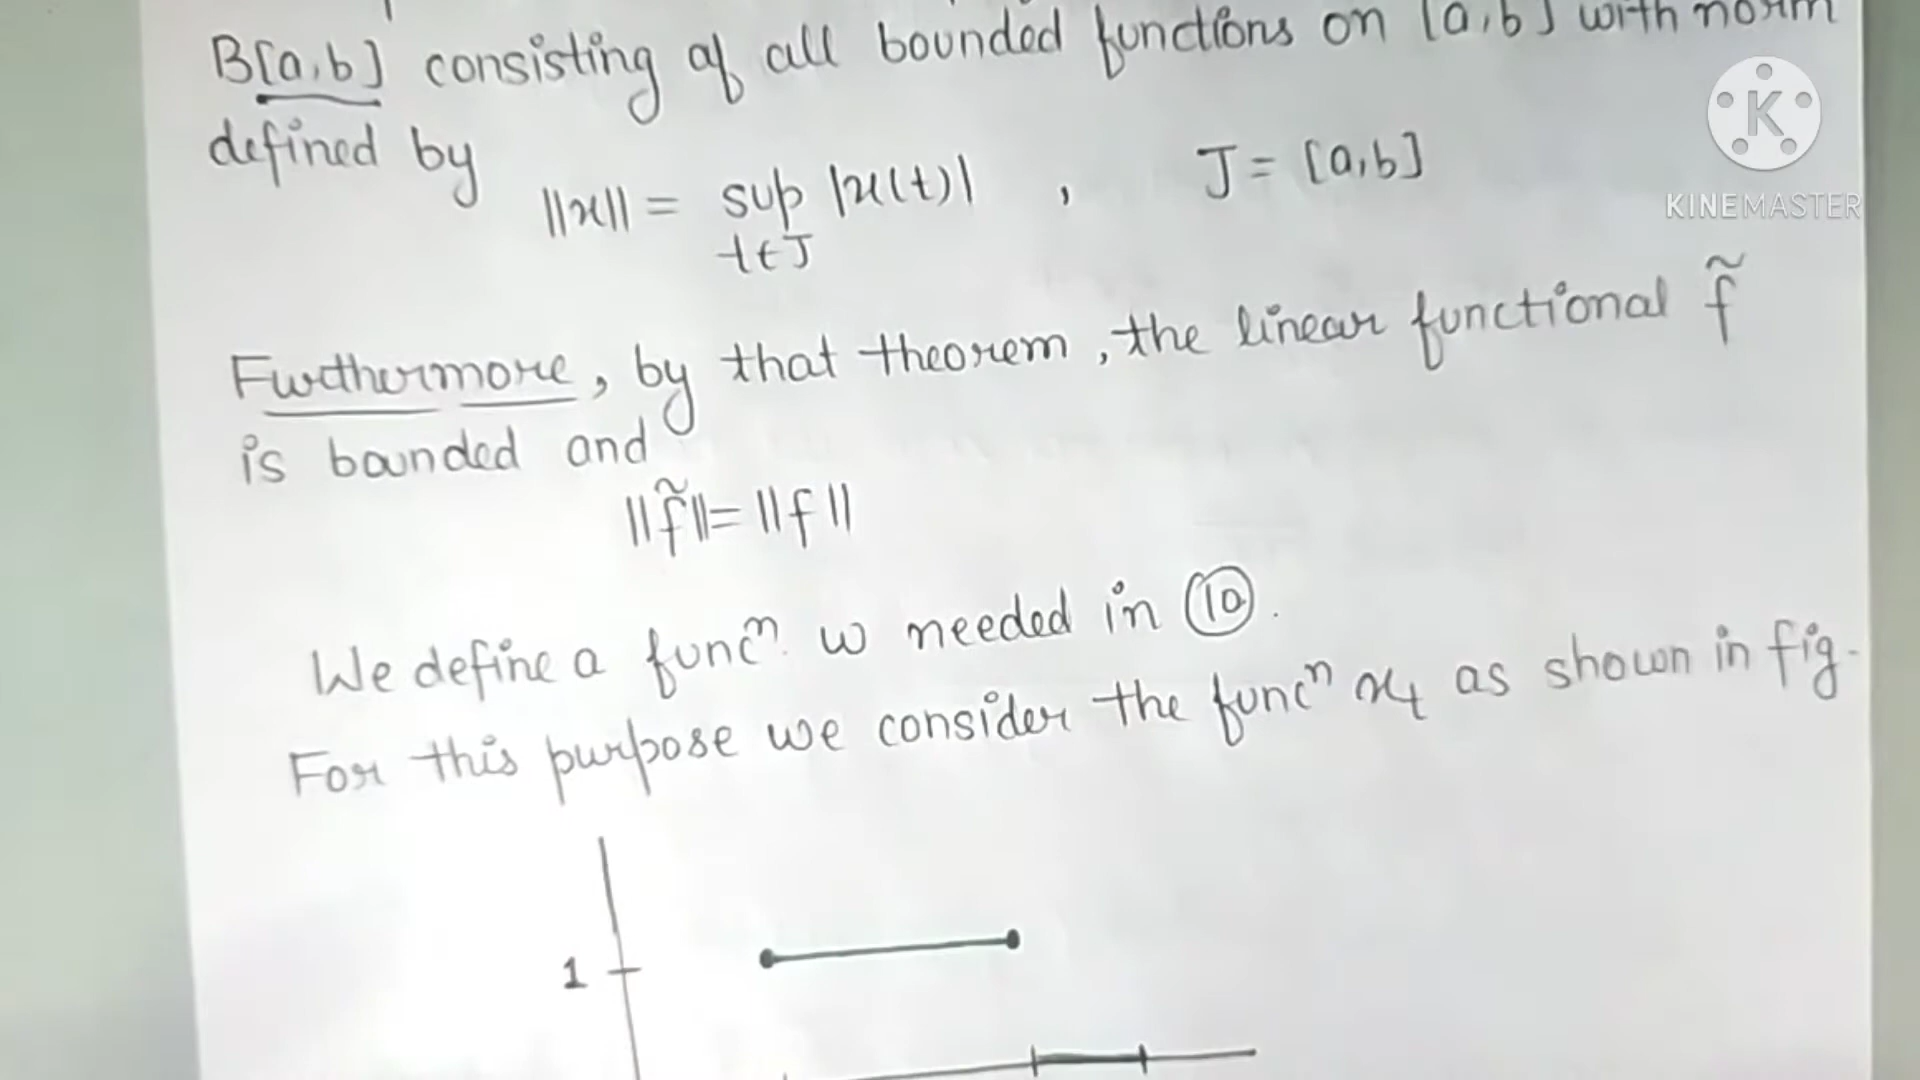 B[a,b] consisting of all bounded functions on [a,b] with norm
defined by
||x|| = sup |x(t)| , J = [a,b]
t∈J
KINEMASTER
Furthermore, by that theorem, the linear functional f̃
is bounded and
||f̃|| = ||f||
We define a funcⁿ. w needed in ⑩.
For this purpose we consider the funcⁿ xₜ as shown in fig.
1